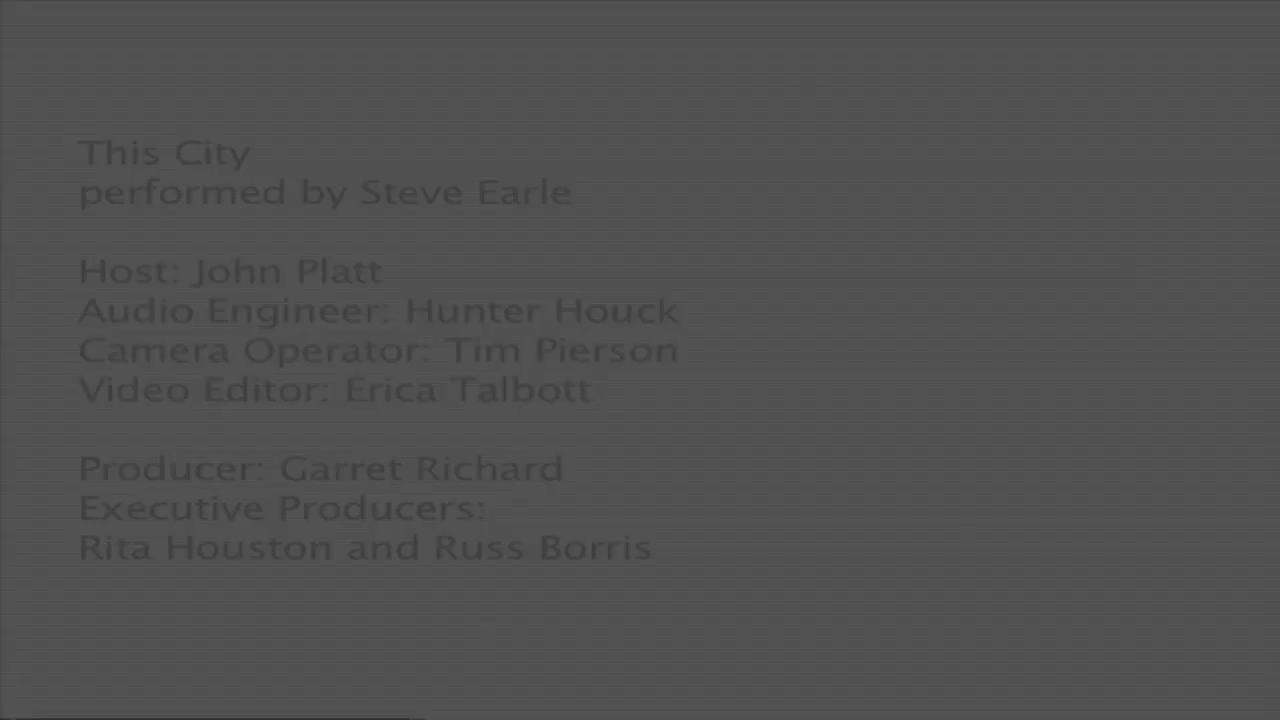 This City
performed by Steve Earle
Host: John Platt
Audio Engineer: Hunter Houck
Camera Operator: Tim Pierson
Video Editor: Erica Talbott
Producer: Garret Richard
Executive Producers:
Rita Houston and Russ Borris